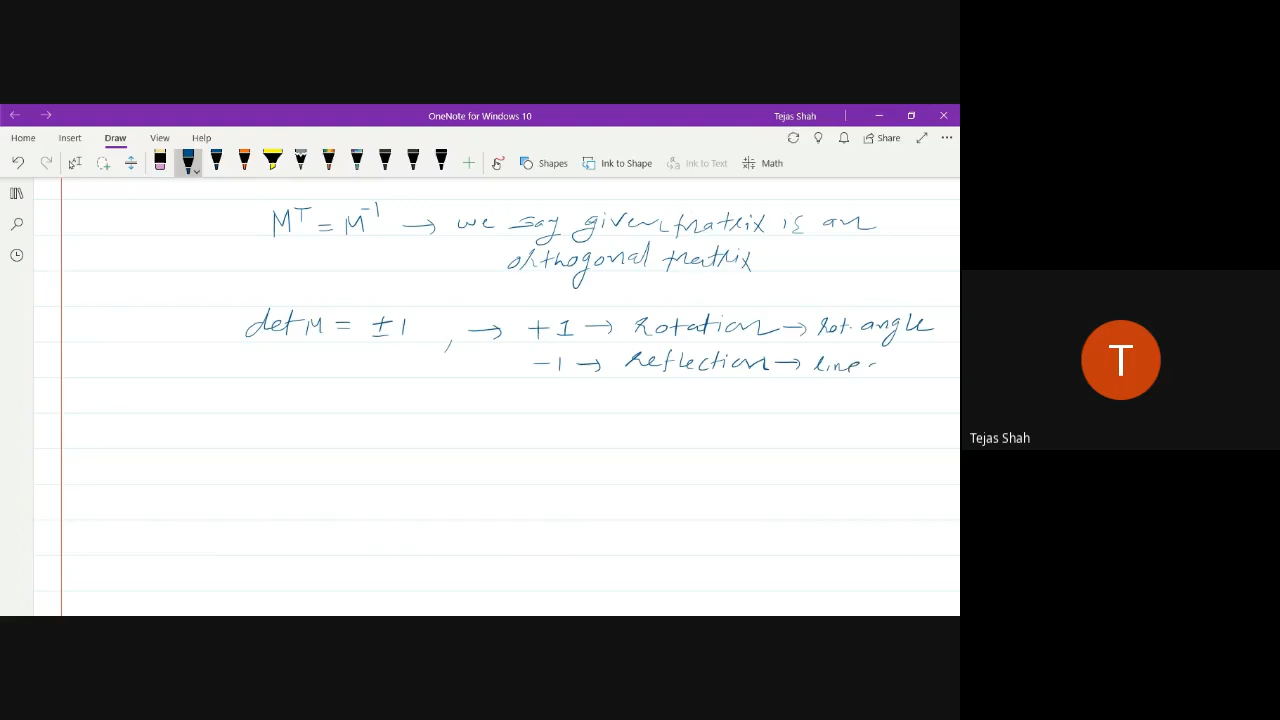 OneNote for Windows 10
Tejas Shah
Home Insert Draw View Help
Share
Shapes Ink to Shape Ink to Text Math
Mᵀ = M⁻¹ → we say given matrix is an
orthogonal matrix
det M = ±1 , → +1 → Rotation → rot. angle
-1 → Reflection → line
T
Tejas Shah